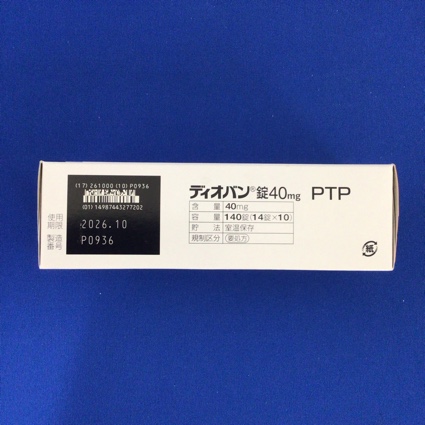 (17) 261000 (10) P0936
(01) 14987443277202
使用期限 2026.10
製造番号 P0936
ディオバン®錠40mg PTP
含量 40mg
容量 140錠(14錠×10)
貯法 室温保存
規制区分 要処方
紙